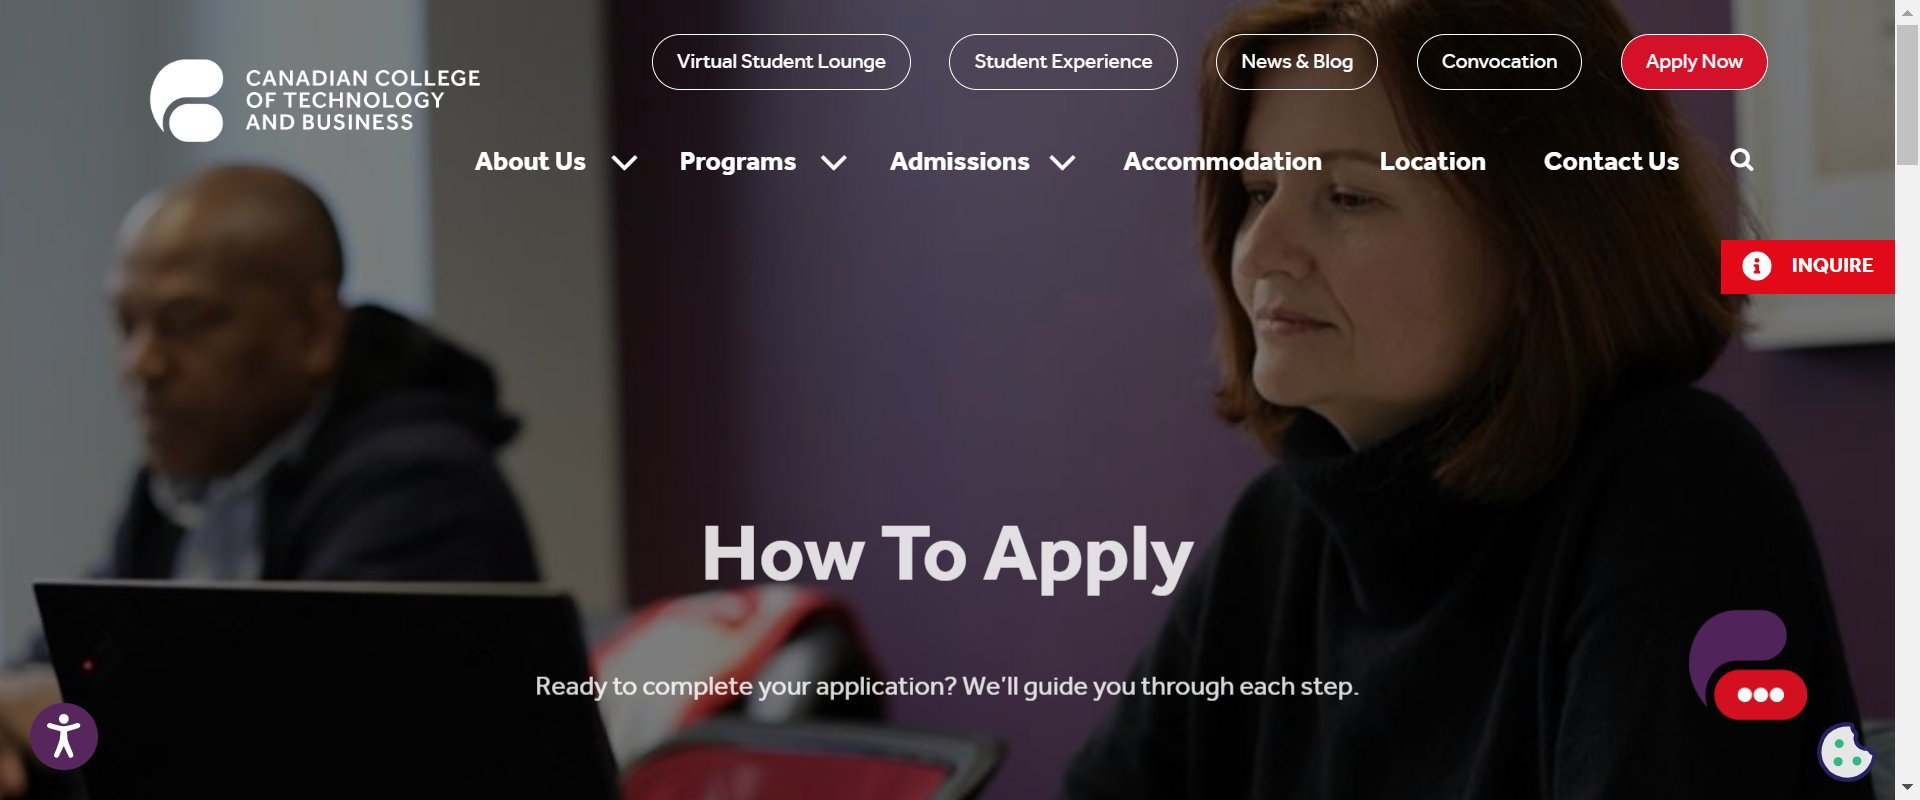 Virtual Student Lounge
Student Experience
News & Blog
Convocation
Apply Now
CANADIAN COLLEGE
OF TECHNOLOGY
AND BUSINESS
About Us
Programs
Admissions
Accommodation
Location
Contact Us
INQUIRE
How To Apply
Ready to complete your application? We'll guide you through each step.